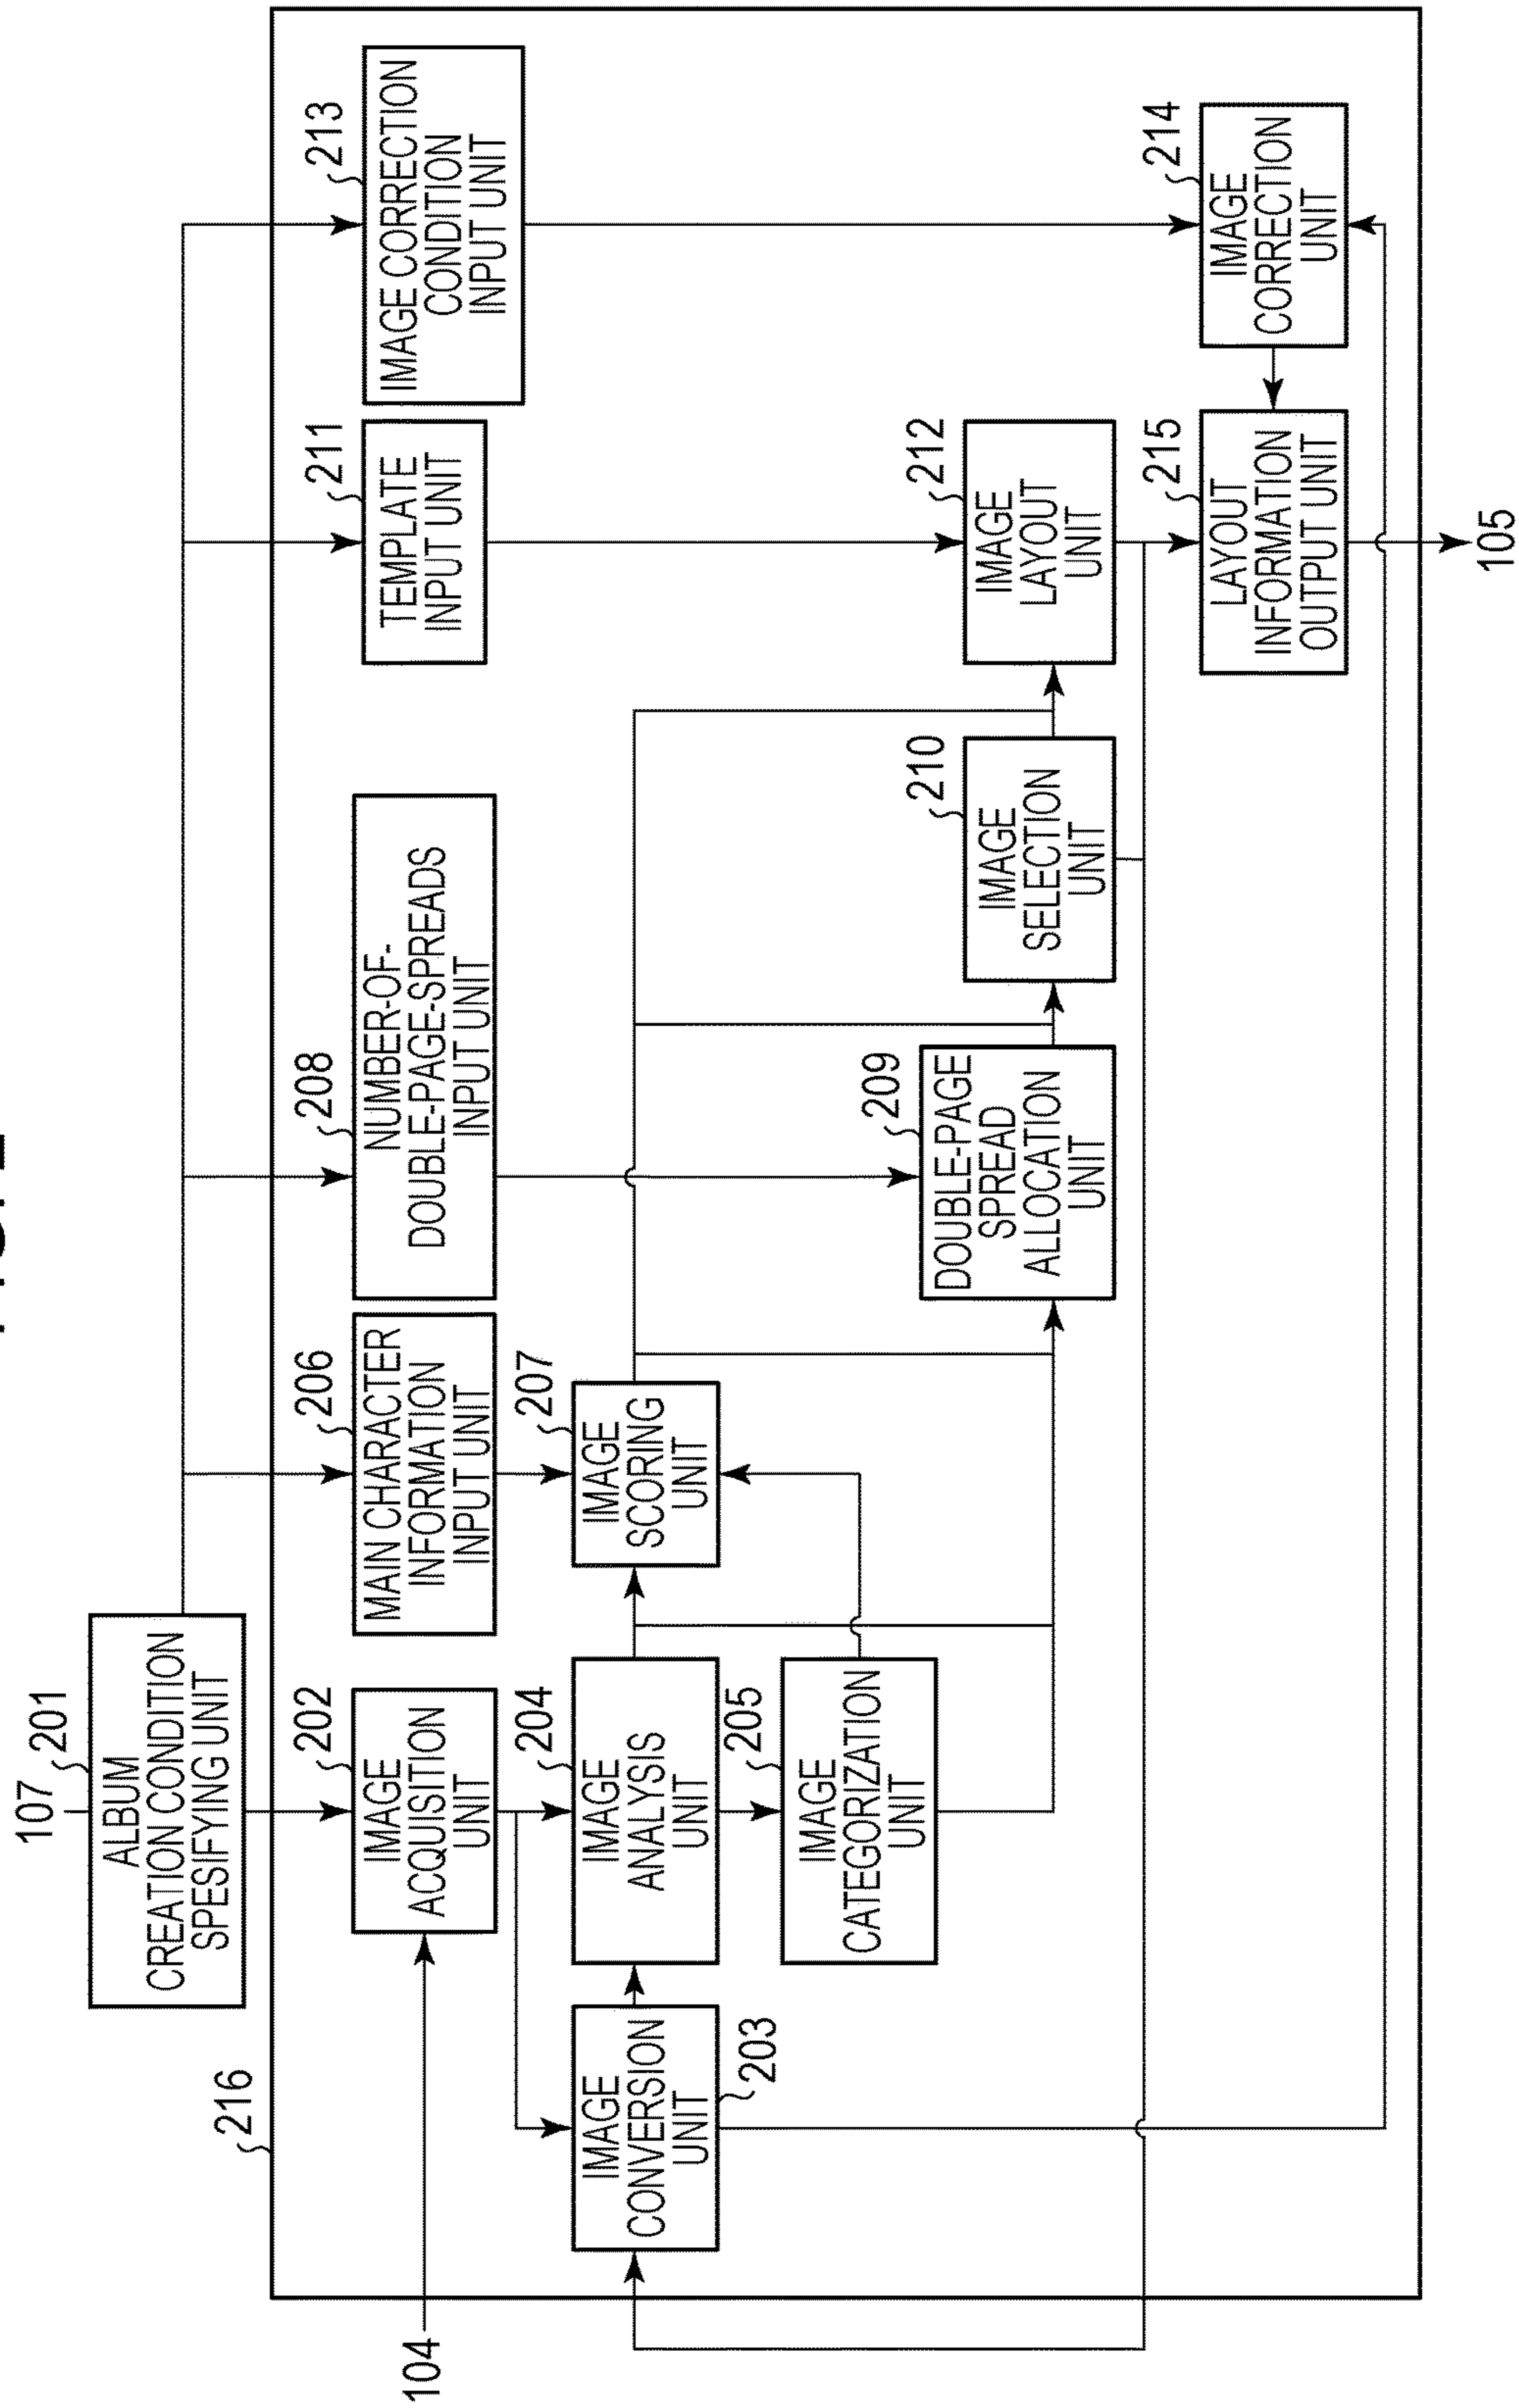 107
201
ALBUM
CREATION CONDITION
SPESIFYING UNIT
216
104
202
IMAGE
ACQUISITION
UNIT
206
MAIN CHARACTER
INFORMATION
INPUT UNIT
208
NUMBER-OF-
DOUBLE-PAGE-SPREADS
INPUT UNIT
211
TEMPLATE
INPUT UNIT
213
IMAGE CORRECTION
CONDITION
INPUT UNIT
203
IMAGE
CONVERSION
UNIT
204
IMAGE
ANALYSIS
UNIT
207
IMAGE
SCORING
UNIT
205
IMAGE
CATEGORIZATION
UNIT
209
DOUBLE-PAGE
SPREAD
ALLOCATION
UNIT
210
IMAGE
SELECTION
UNIT
212
IMAGE
LAYOUT
UNIT
215
LAYOUT
INFORMATION
OUTPUT UNIT
214
IMAGE
CORRECTION
UNIT
105